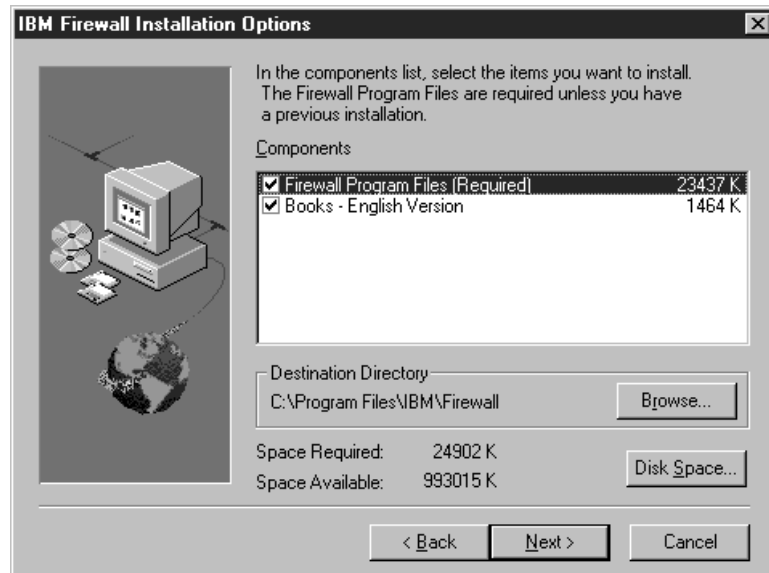 IBM Firewall Installation Options
In the components list, select the items you want to install.
The Firewall Program Files are required unless you have
a previous installation.
Components
Firewall Program Files (Required) 23437 K
Books - English Version 1464 K
Destination Directory
C:\Program Files\IBM\Firewall
Browse...
Space Required: 24902 K
Space Available: 993015 K
Disk Space...
< Back
Next >
Cancel